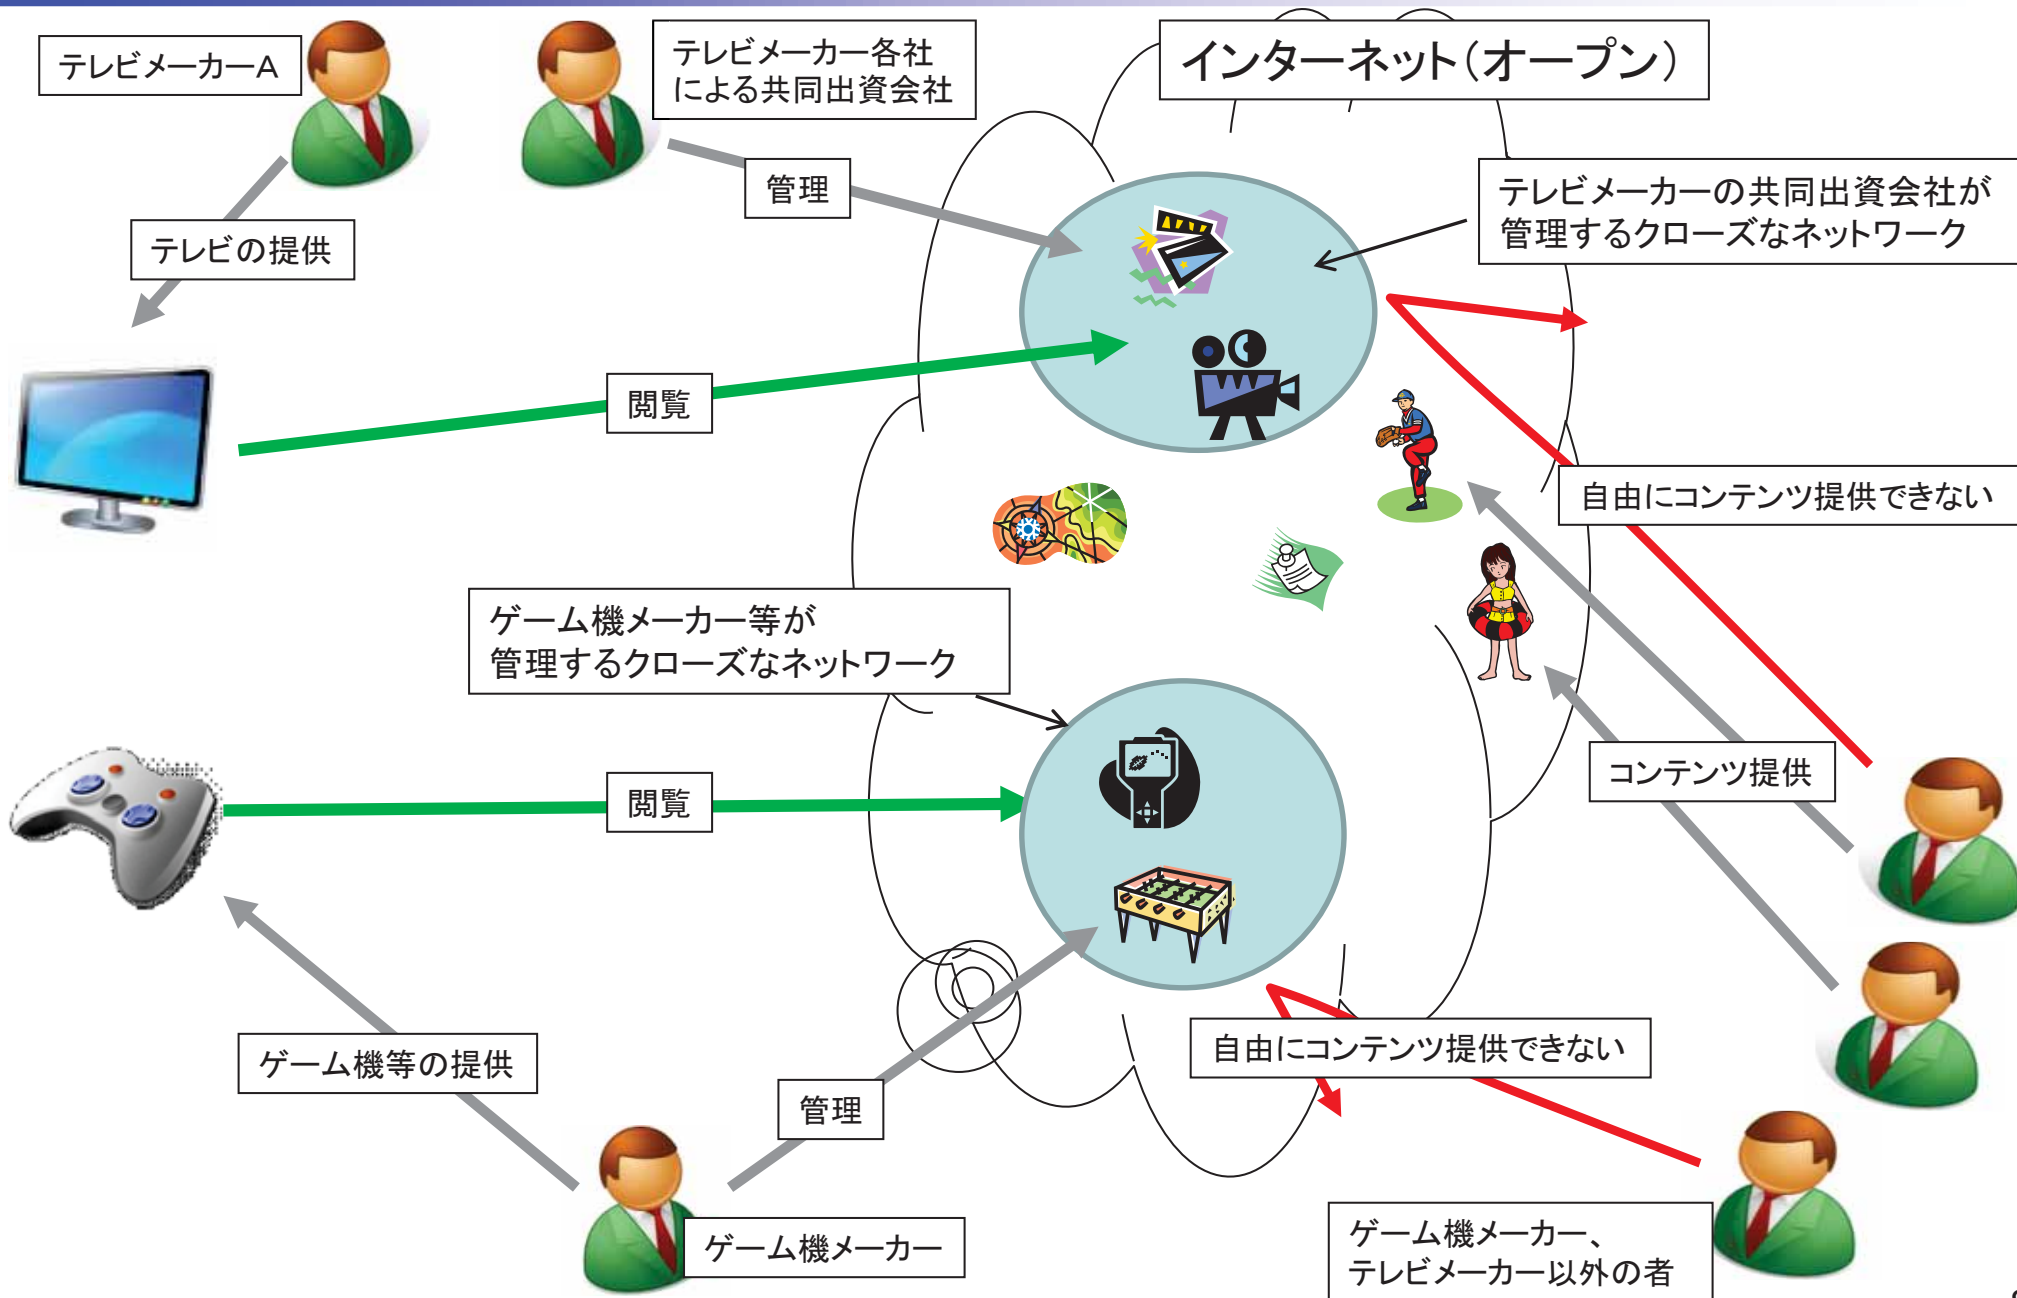 テレビメーカーA
テレビメーカー各社
による共同出資会社
インターネット(オープン)
管理
テレビメーカーの共同出資会社が
管理するクローズなネットワーク
テレビの提供
閲覧
自由にコンテンツ提供できない
ゲーム機メーカー等が
管理するクローズなネットワーク
コンテンツ提供
閲覧
自由にコンテンツ提供できない
ゲーム機等の提供
管理
ゲーム機メーカー
ゲーム機メーカー、
テレビメーカー以外の者